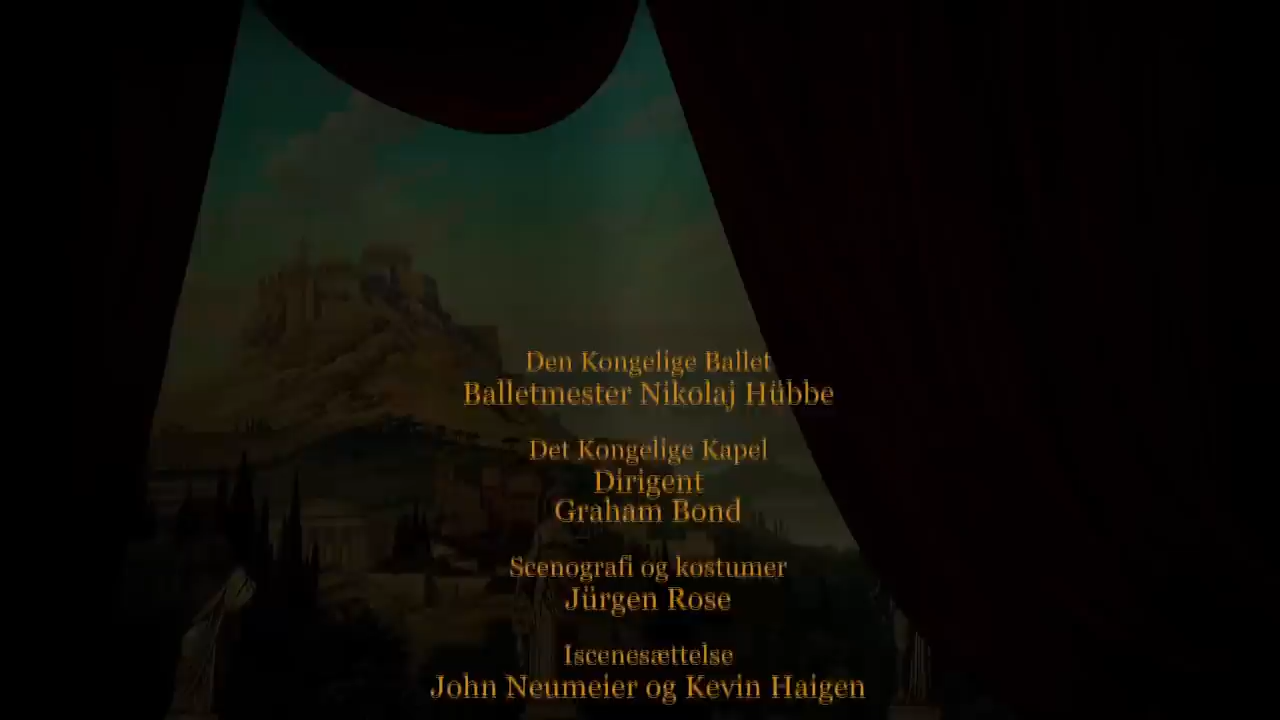 Den Kongelige Ballet
Balletmester Nikolaj Hübbe
Det Kongelige Kapel
Dirigent
Graham Bond
Scenografi og kostumer
Jürgen Rose
Iscenesættelse
John Neumeier og Kevin Haigen